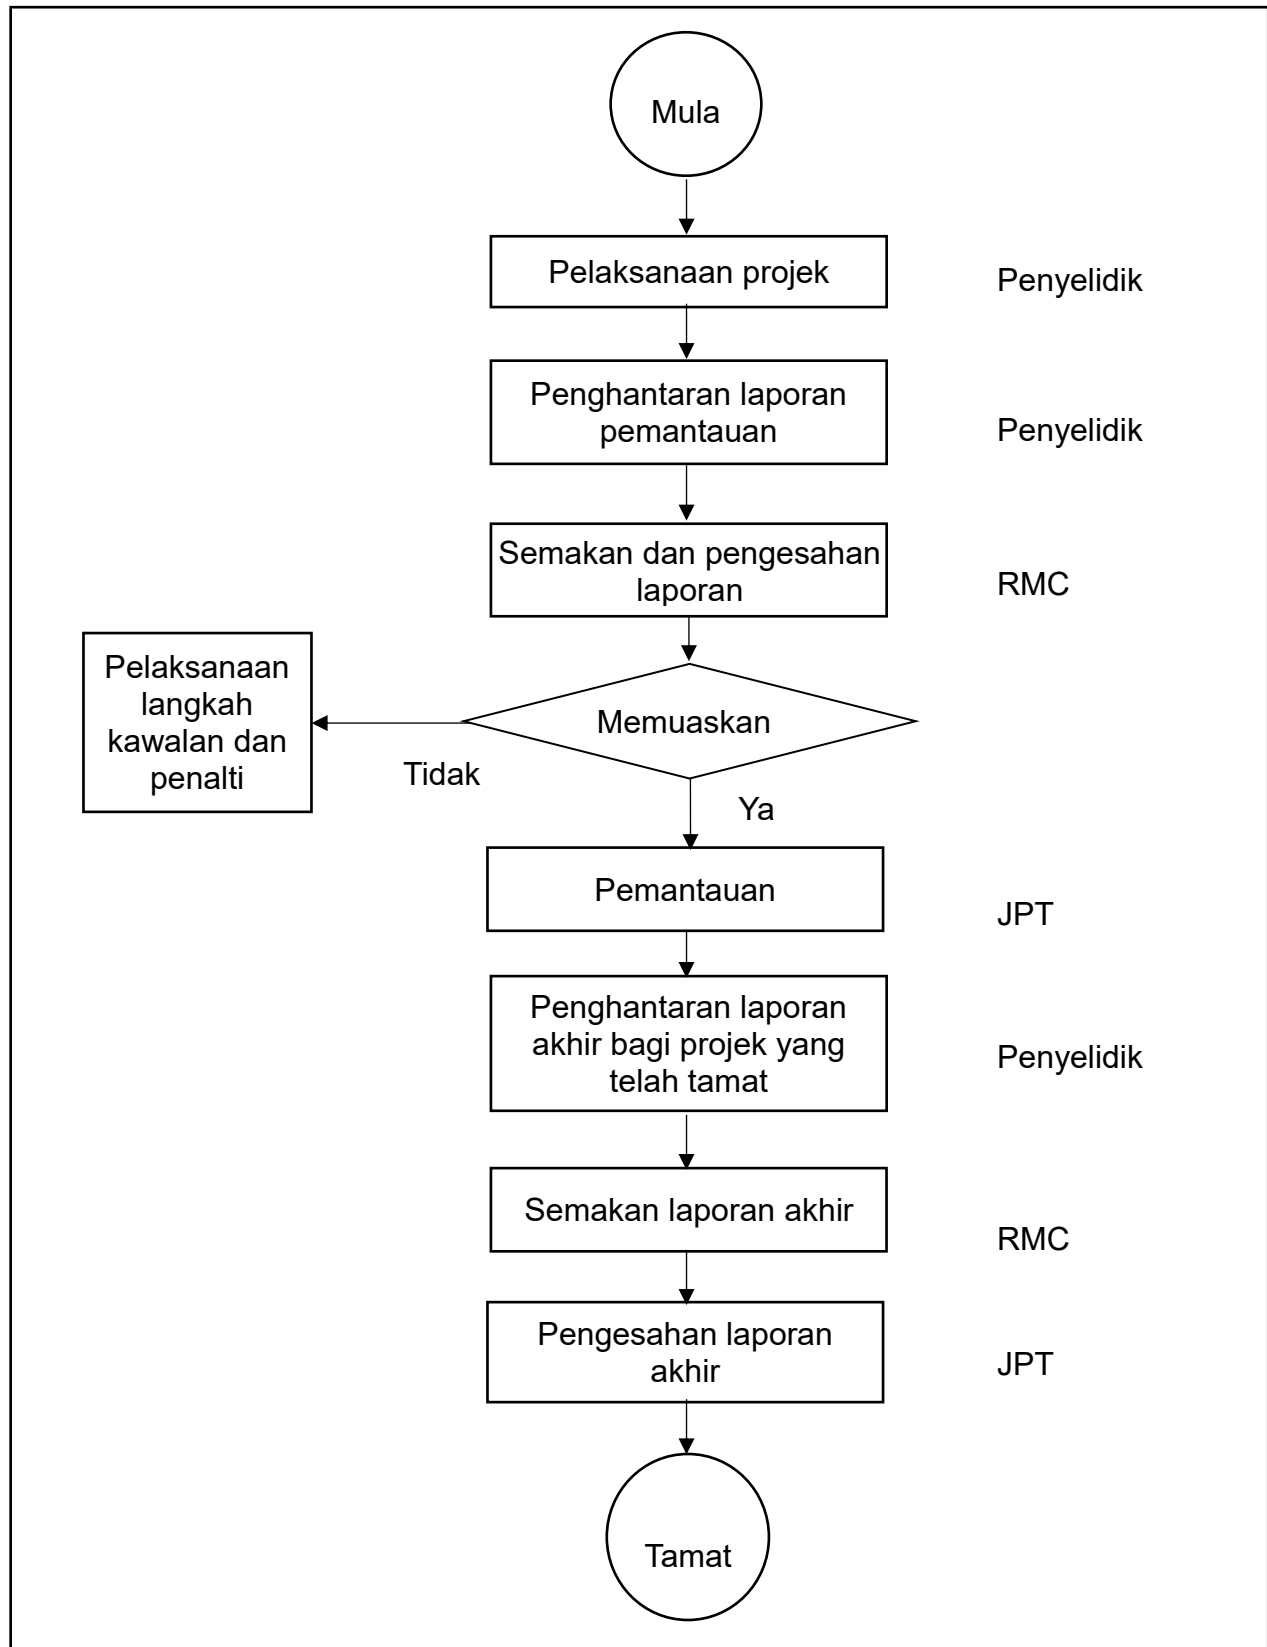 Mula
Pelaksanaan projek
Penyelidik
Penghantaran laporan
pemantauan
Penyelidik
Semakan dan pengesahan
laporan
RMC
Pelaksanaan
langkah
kawalan dan
penalti
Memuaskan
Tidak
Ya
Pemantauan
JPT
Penghantaran laporan
akhir bagi projek yang
telah tamat
Penyelidik
Semakan laporan akhir
RMC
Pengesahan laporan
akhir
JPT
Tamat